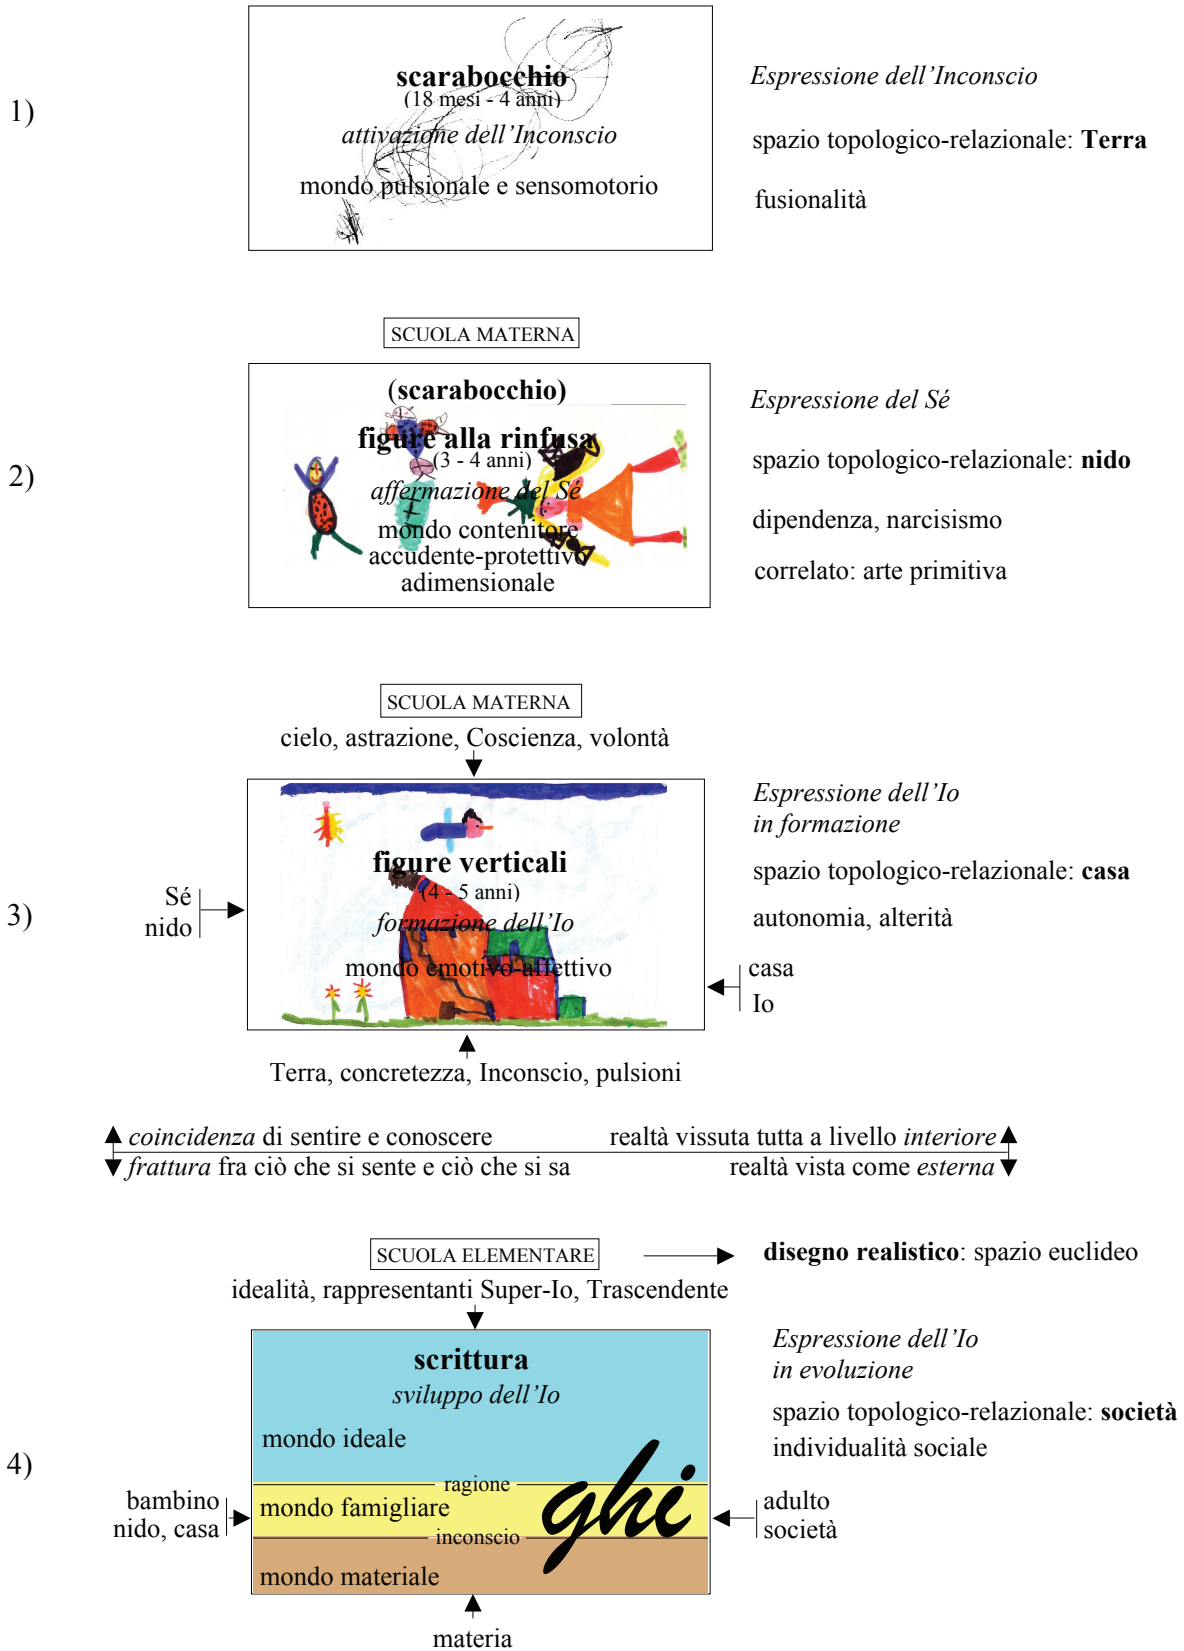 1)
scarabocchio
(18 mesi - 4 anni)
attivazione dell'Inconscio
mondo pulsionale e sensomotorio
Espressione dell'Inconscio
spazio topologico-relazionale: Terra
fusionalità
SCUOLA MATERNA
2)
(scarabocchio)
figure alla rinfusa
(3 - 4 anni)
affermazione del Sé
mondo contenitore
accudente-protettivo
adimensionale
Espressione del Sé
spazio topologico-relazionale: nido
dipendenza, narcisismo
correlato: arte primitiva
SCUOLA MATERNA
cielo, astrazione, Coscienza, volontà
3)
Sé
nido
figure verticali
(4 - 5 anni)
formazione dell'Io
mondo emotivo-affettivo
Espressione dell'Io
in formazione
spazio topologico-relazionale: casa
autonomia, alterità
casa
Io
Terra, concretezza, Inconscio, pulsioni
coincidenza di sentire e conoscere realtà vissuta tutta a livello interiore
frattura fra ciò che si sente e ciò che si sa realtà vista come esterna
SCUOLA ELEMENTARE disegno realistico: spazio euclideo
idealità, rappresentanti Super-Io, Trascendente
4)
bambino
nido, casa
scrittura
sviluppo dell'Io
mondo ideale
ragione
mondo famigliare
inconscio
mondo materiale
ghi
Espressione dell'Io
in evoluzione
spazio topologico-relazionale: società
individualità sociale
adulto
società
materia